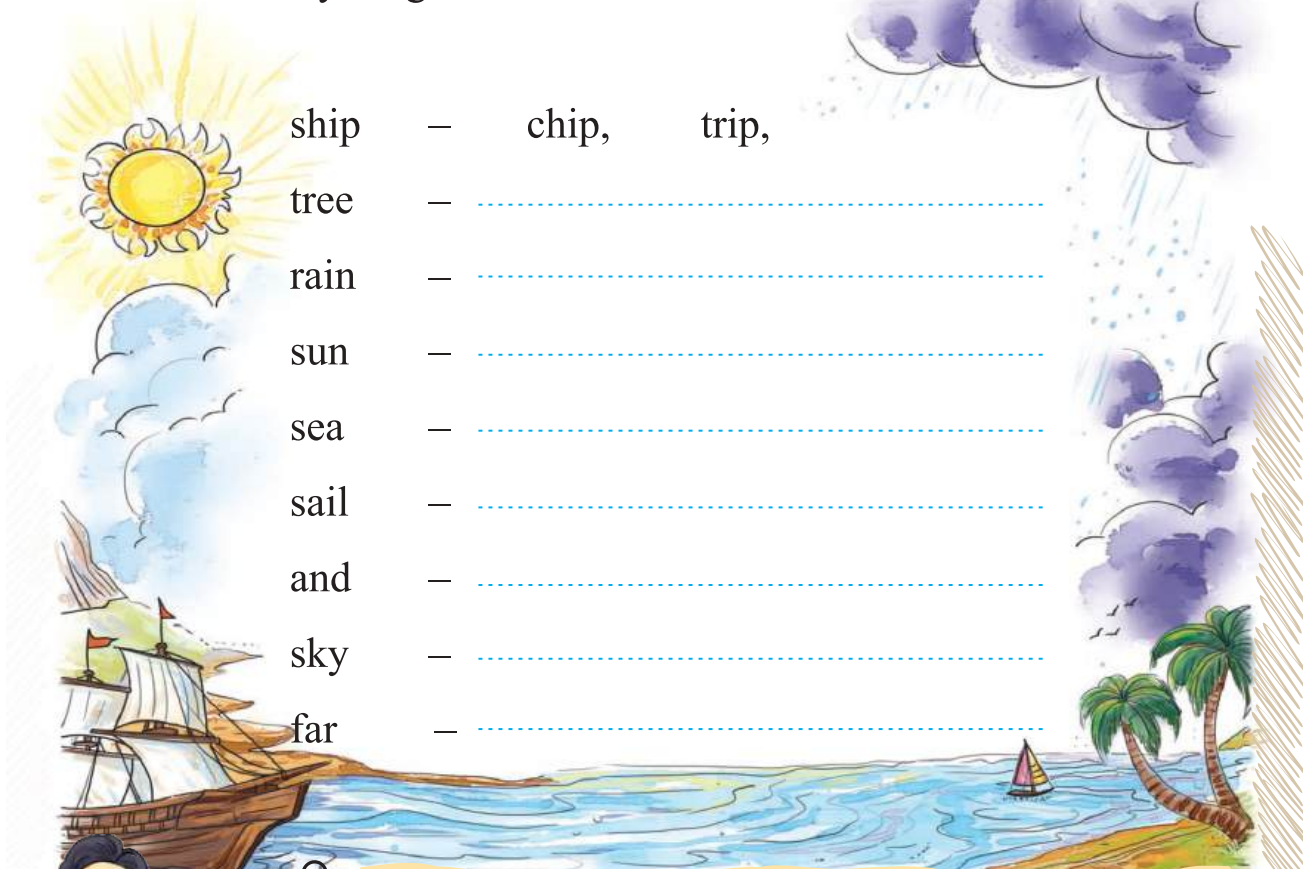 ship – chip, trip,
tree –
rain –
sun –
sea –
sail –
and –
sky –
far –